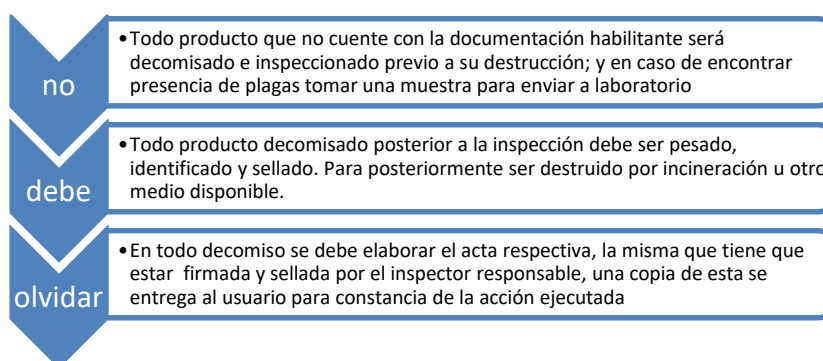 no
•Todo producto que no cuente con la documentación habilitante será
decomisado e inspeccionado previo a su destrucción; y en caso de encontrar
presencia de plagas tomar una muestra para enviar a laboratorio
debe
•Todo producto decomisado posterior a la inspección debe ser pesado,
identificado y sellado. Para posteriormente ser destruido por incineración u otro
medio disponible.
olvidar
•En todo decomiso se debe elaborar el acta respectiva, la misma que tiene que
estar firmada y sellada por el inspector responsable, una copia de esta se
entrega al usuario para constancia de la acción ejecutada